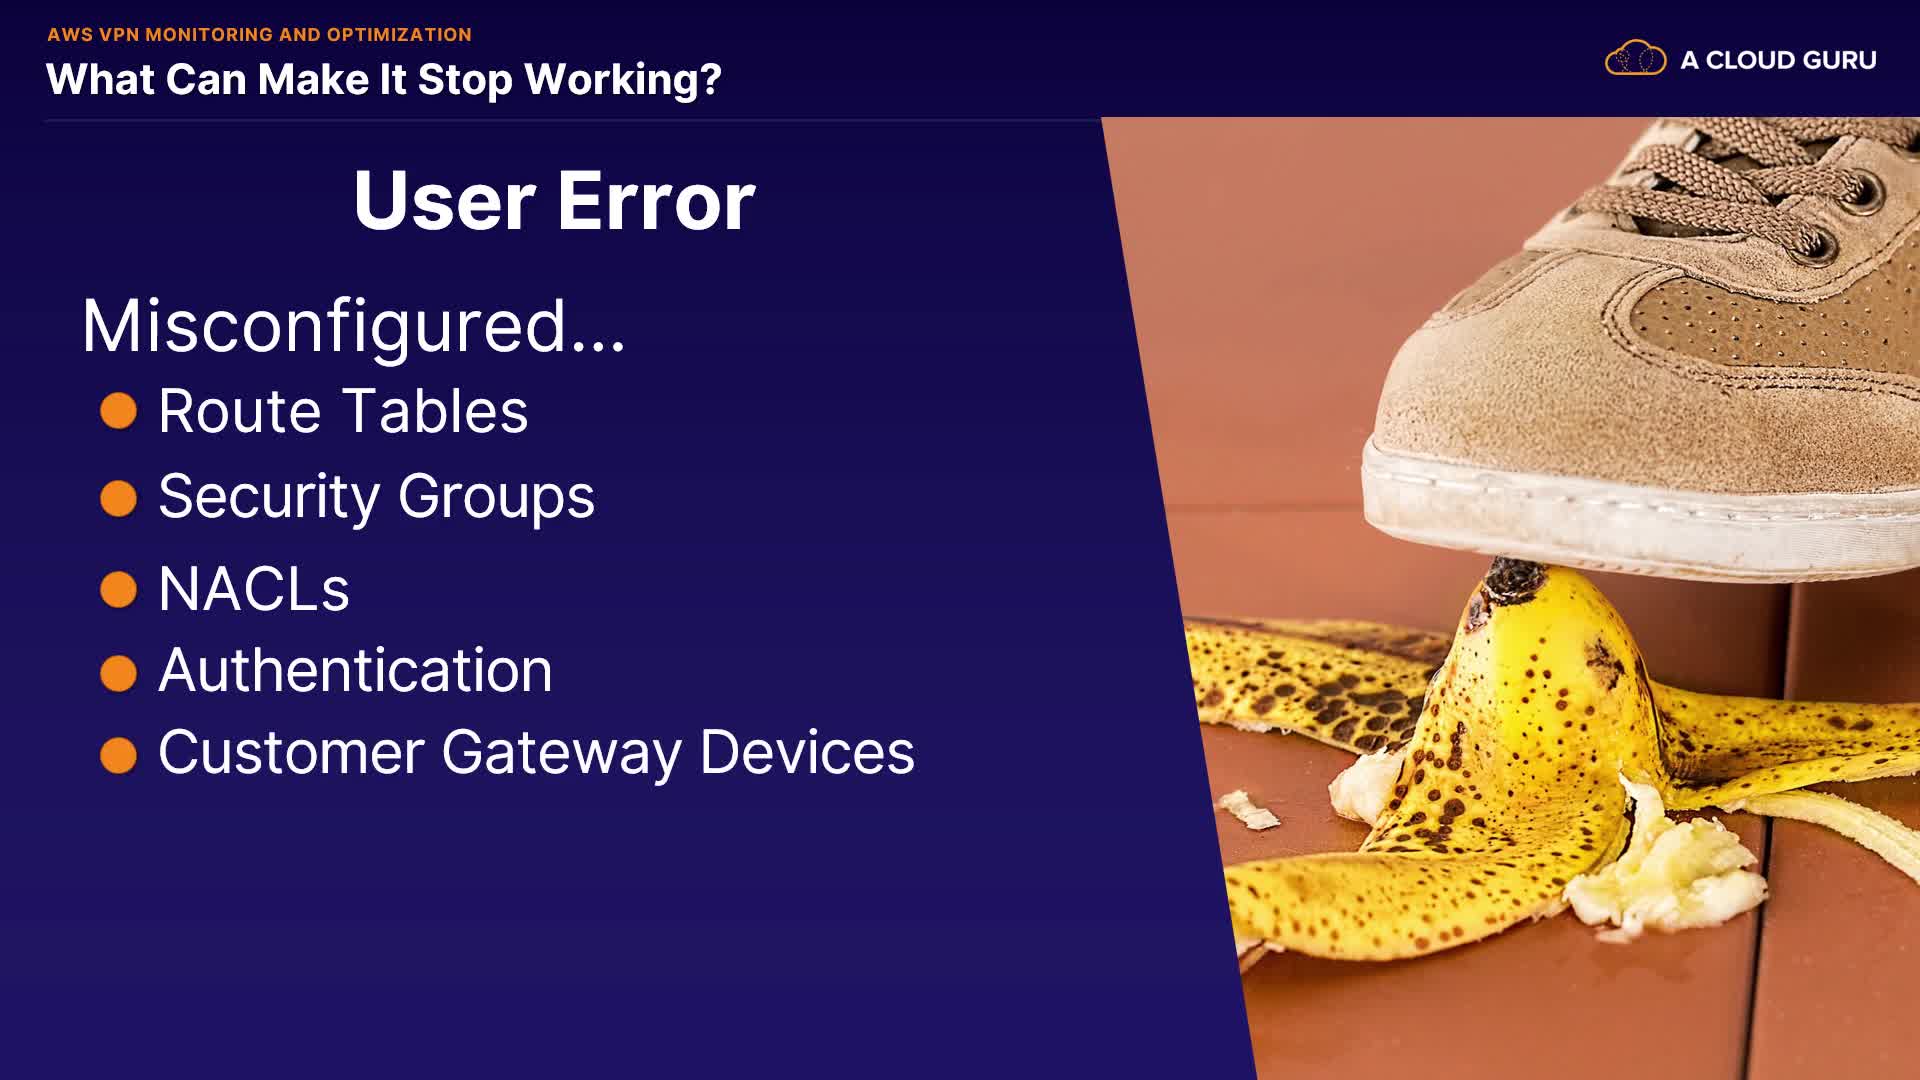 AWS VPN MONITORING AND OPTIMIZATION
What Can Make It Stop Working?
A CLOUD GURU
User Error
Misconfigured...
Route Tables
Security Groups
NACLs
Authentication
Customer Gateway Devices